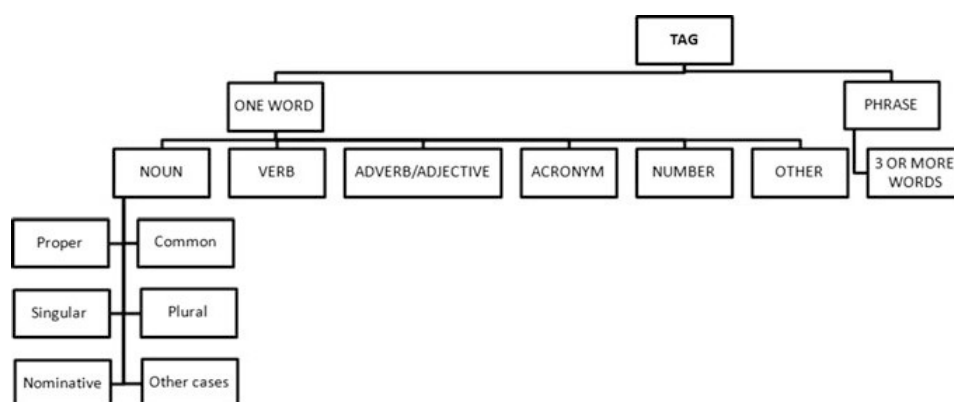 TAG
ONE WORD
PHRASE
NOUN
VERB
ADVERB/ADJECTIVE
ACRONYM
NUMBER
OTHER
3 OR MORE
WORDS
Proper
Common
Singular
Plural
Nominative
Other cases